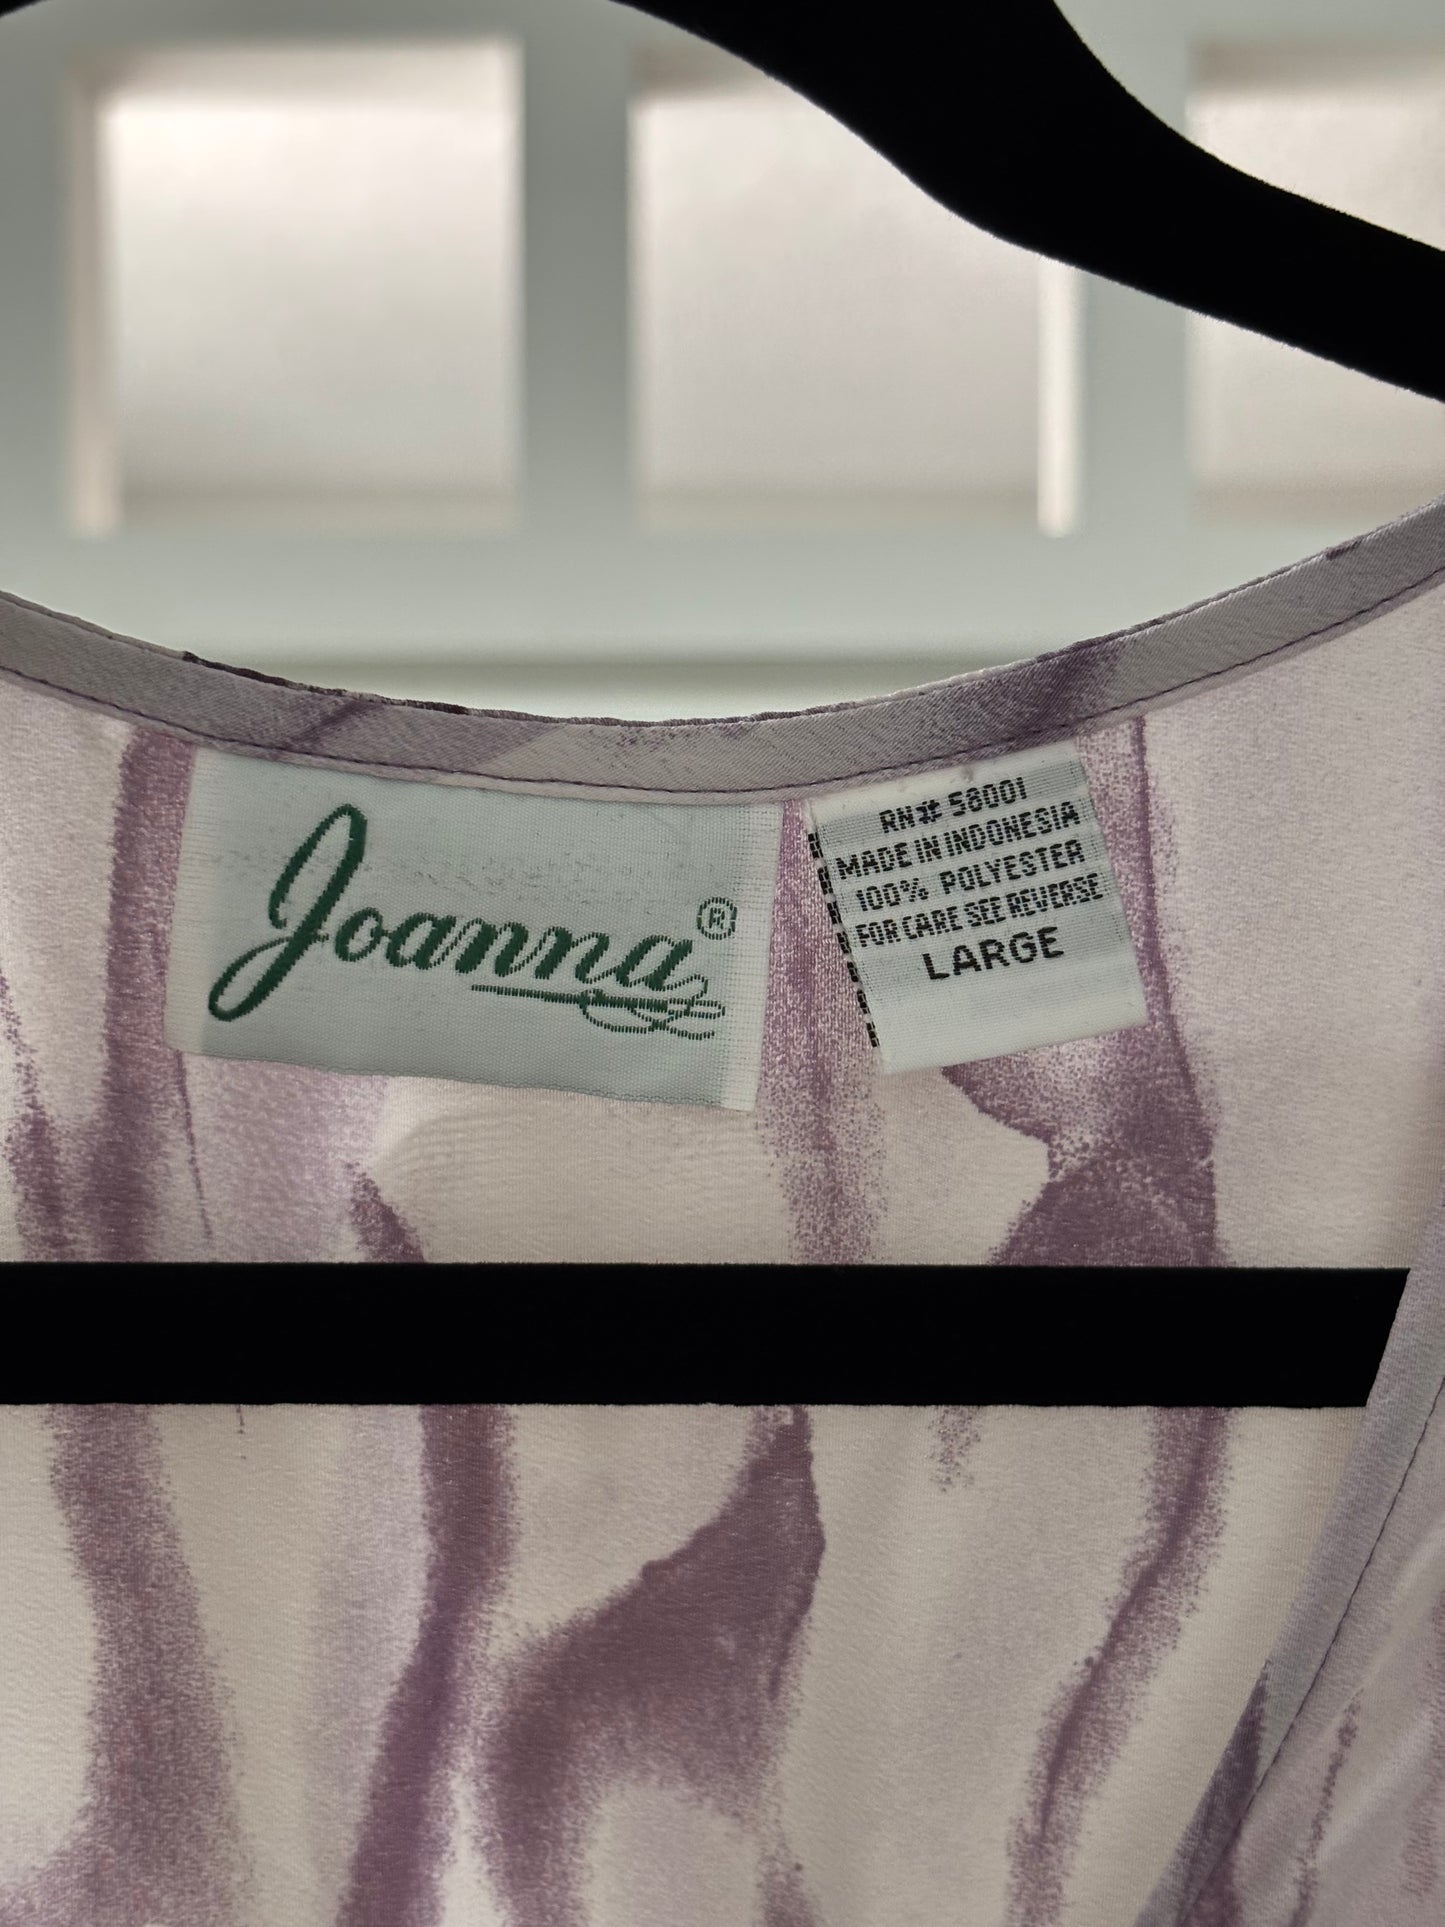 Joanna®
RN# 58001
MADE IN INDONESIA
100% POLYESTER
FOR CARE SEE REVERSE
LARGE